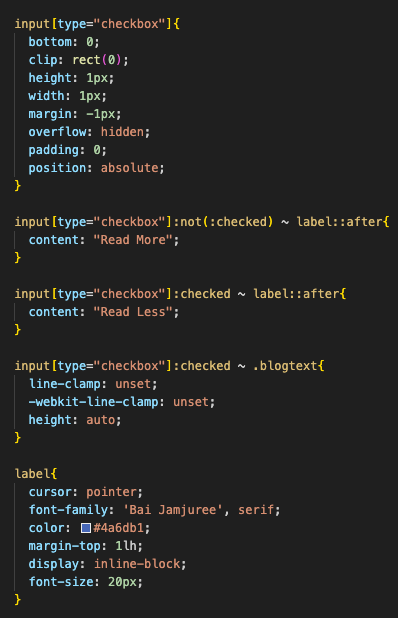 input[type="checkbox"]{
  bottom: 0;
  clip: rect(0);
  height: 1px;
  width: 1px;
  margin: -1px;
  overflow: hidden;
  padding: 0;
  position: absolute;
}

input[type="checkbox"]:not(:checked) ~ label::after{
  content: "Read More";
}

input[type="checkbox"]:checked ~ label::after{
  content: "Read Less";
}

input[type="checkbox"]:checked ~ .blogtext{
  line-clamp: unset;
  -webkit-line-clamp: unset;
  height: auto;
}

label{
  cursor: pointer;
  font-family: 'Bai Jamjuree', serif;
  color: #4a6db1;
  margin-top: 1lh;
  display: inline-block;
  font-size: 20px;
}